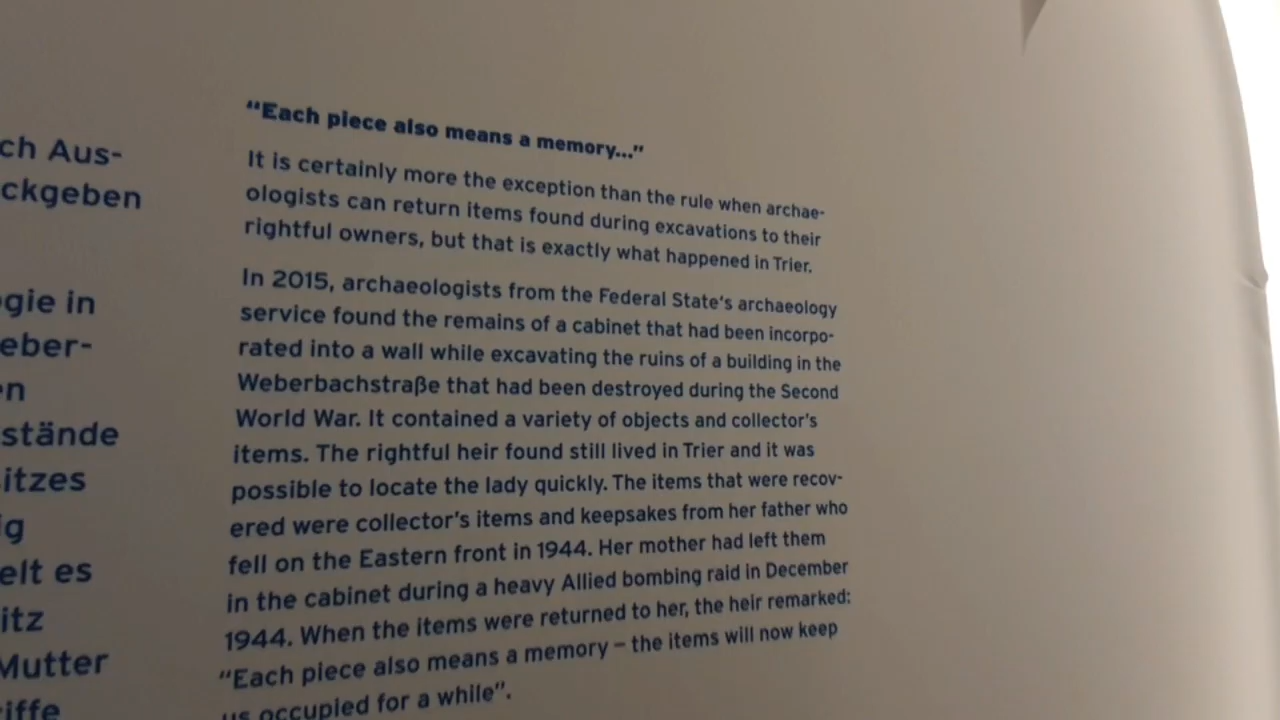 ch Aus-
ckgeben
gie in
eber-
en
stände
itzes
ig
elt es
itz
Mutter
riffe
“Each piece also means a memory...”
It is certainly more the exception than the rule when archae-
ologists can return items found during excavations to their
rightful owners, but that is exactly what happened in Trier.
In 2015, archaeologists from the Federal State’s archaeology
service found the remains of a cabinet that had been incorpo-
rated into a wall while excavating the ruins of a building in the
Weberbachstraße that had been destroyed during the Second
World War. It contained a variety of objects and collector’s
items. The rightful heir found still lived in Trier and it was
possible to locate the lady quickly. The items that were recov-
ered were collector’s items and keepsakes from her father who
fell on the Eastern front in 1944. Her mother had left them
in the cabinet during a heavy Allied bombing raid in December
1944. When the items were returned to her, the heir remarked:
“Each piece also means a memory – the items will now keep
us occupied for a while”.